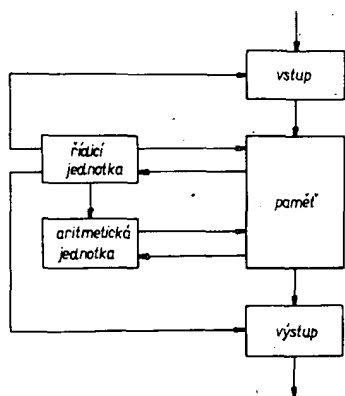 vstup
řídicí
jednotka
paměť
aritmetická
jednotka
výstup